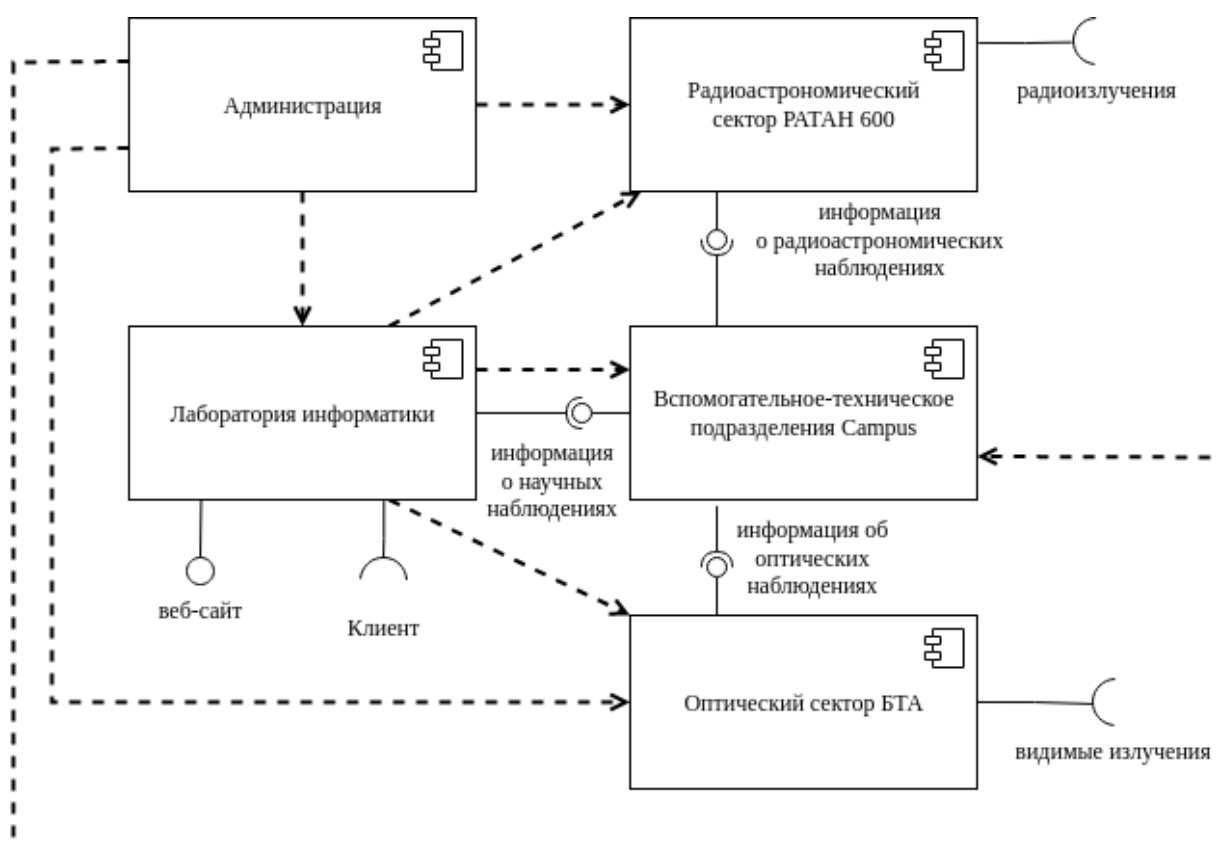 Администрация
Радиоастрономический
сектор РАТАН 600
радиоизлучения
информация
о радиоастрономических
наблюдениях
Лаборатория информатики
Вспомогательное-техническое
подразделения Campus
информация
о научных
наблюдениях
информация об
оптических
наблюдениях
веб-сайт
Клиент
Оптический сектор БТА
видимые излучения